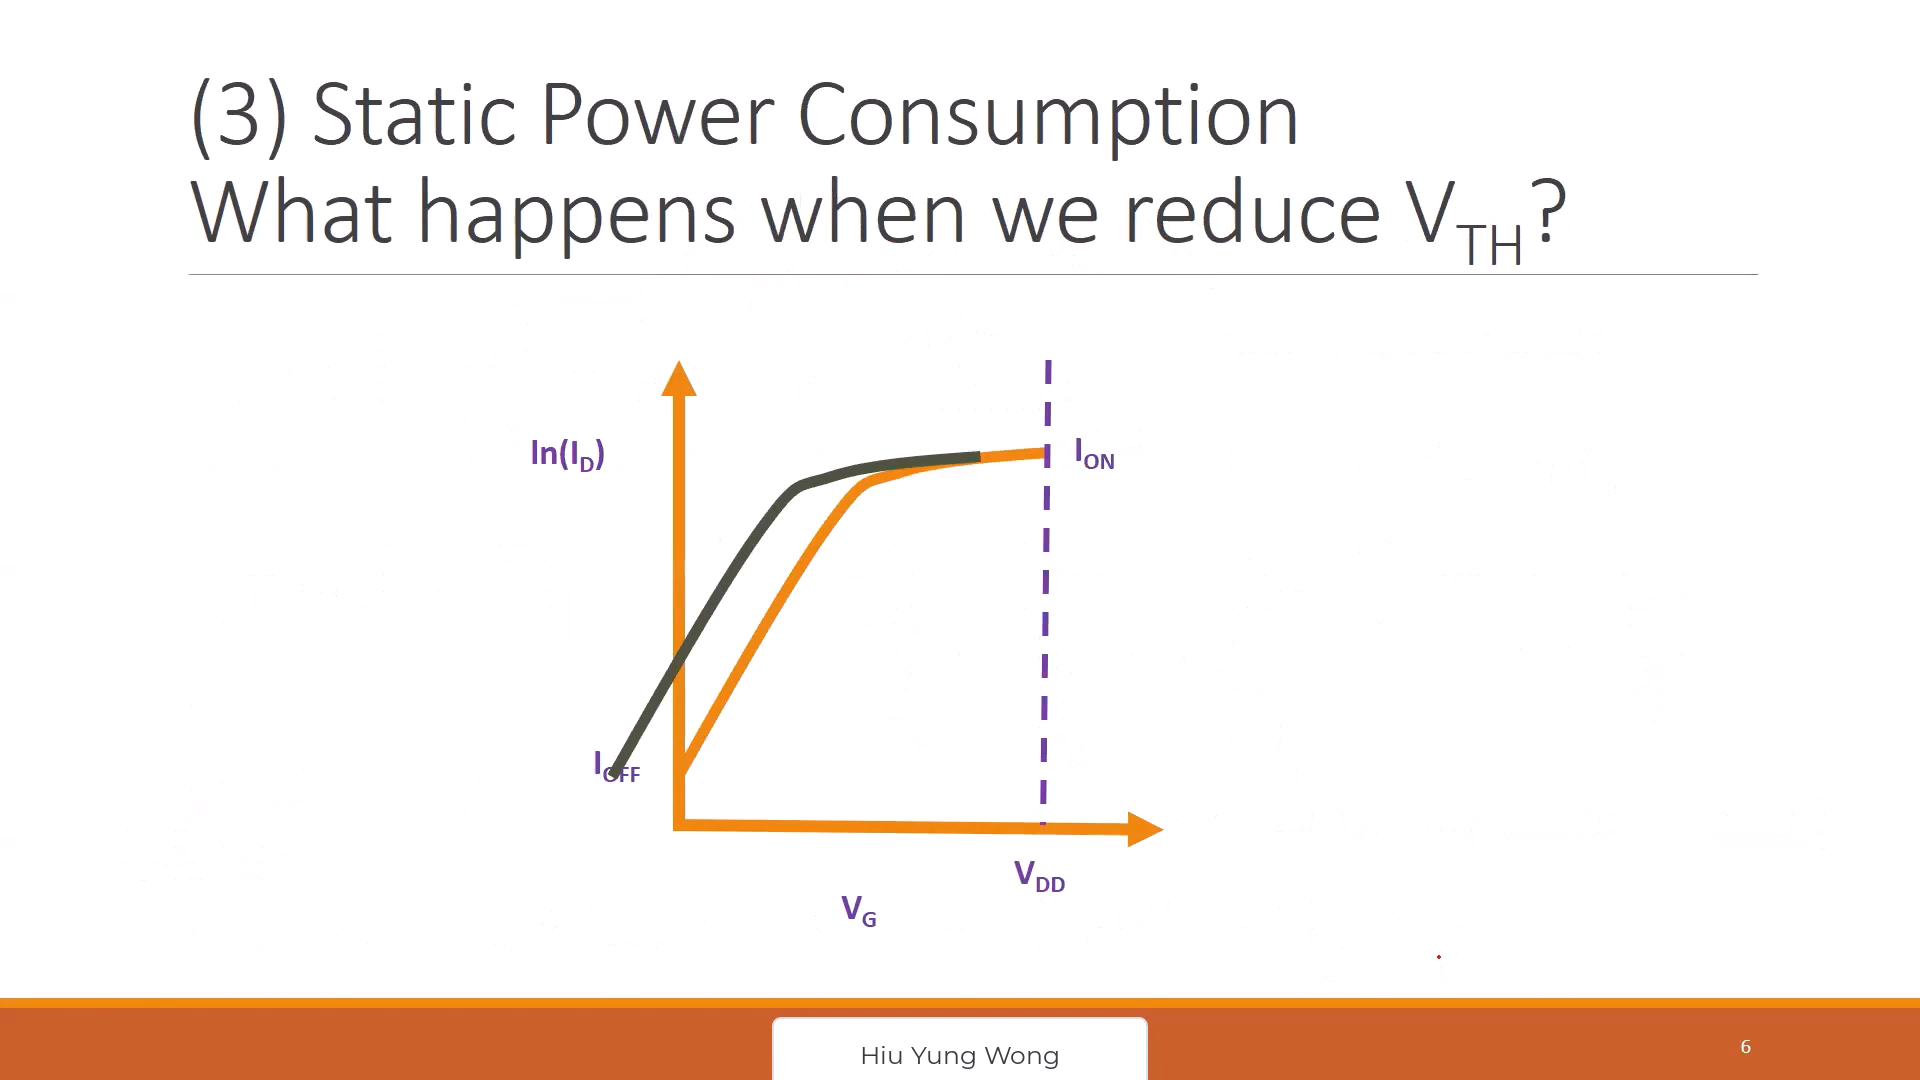 (3) Static Power Consumption
What happens when we reduce VTH?
ln(ID)
ION
IOFF
VDD
VG
Hiu Yung Wong
6